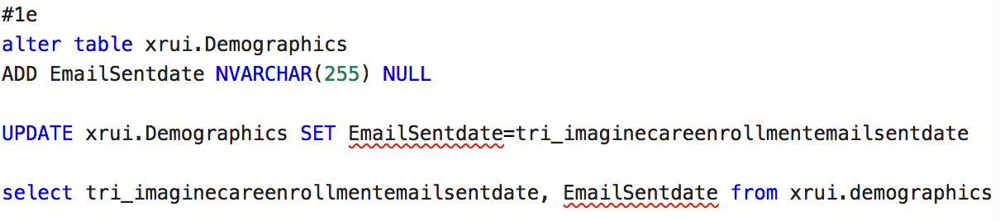 #1e
alter table xrui.Demographics
ADD EmailSentdate NVARCHAR(255) NULL
UPDATE xrui.Demographics SET EmailSentdate=tri_imaginecareenrollmentemailsentdate
select tri_imaginecareenrollmentemailsentdate, EmailSentdate from xrui.demographics